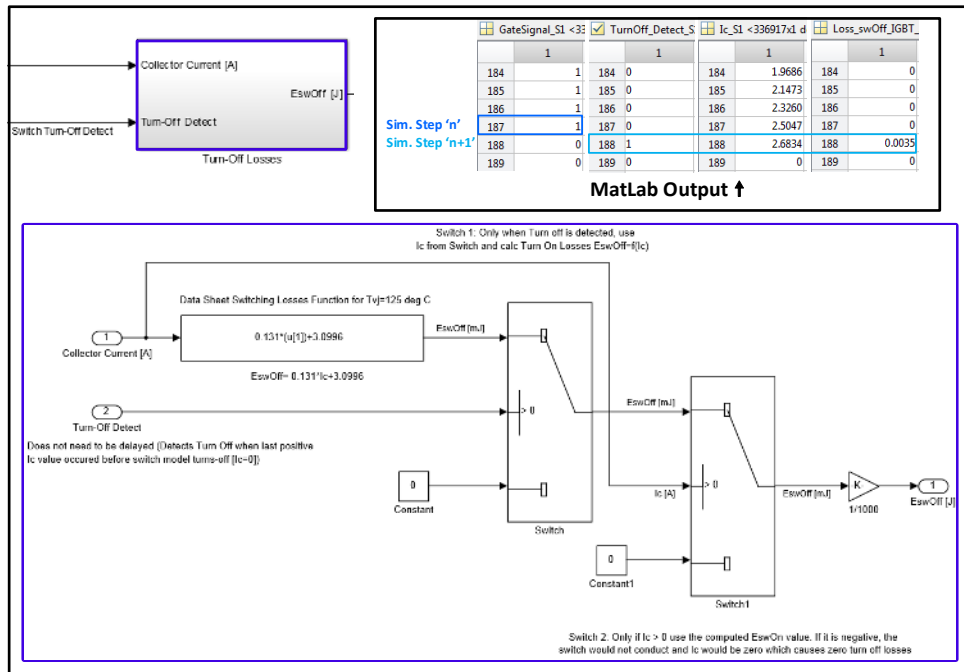 Collector Current [A]
EswOff [J]
Switch Turn-Off Detect
Turn-Off Detect
Turn-Off Losses
GateSignal_S1 <33
TurnOff_Detect_S
Ic_S1 <336917x1 d
Loss_swOff_IGBT_
1 1 1 1
184 1 184 0 184 1.9686 184 0
185 1 185 0 185 2.1473 185 0
186 1 186 0 186 2.3260 186 0
Sim. Step ‘n’ 187 1 187 0 187 2.5047 187 0
Sim. Step ‘n+1’ 188 0 188 1 188 2.6834 188 0.0035
189 0 189 0 189 0 189 0
MatLab Output ↑
Switch 1: Only when Turn off is detected, use
Ic from Switch and calc Turn On Losses EswOff=f(Ic)
Data Sheet Switching Losses Function for Tvj=125 deg C
1
Collector Current [A]
0.131*(u[1])+3.0996
EswOff [mJ]
EswOff= 0.131*Ic+3.0996
2
Turn-Off Detect
> 0
Does not need to be delayed (Detects Turn Off when last positive
Ic value occured before switch model turns-off [Ic=0])
0
Constant
Switch
EswOff [mJ]
Ic [A]
> 0
0
Constant1
Switch1
EswOff [mJ]
K
1/1000
1
EswOff [J]
Switch 2. Only if Ic > 0 use the computed EswOn value. If it is negative, the
switch would not conduct and Ic would be zero which causes zero turn off losses